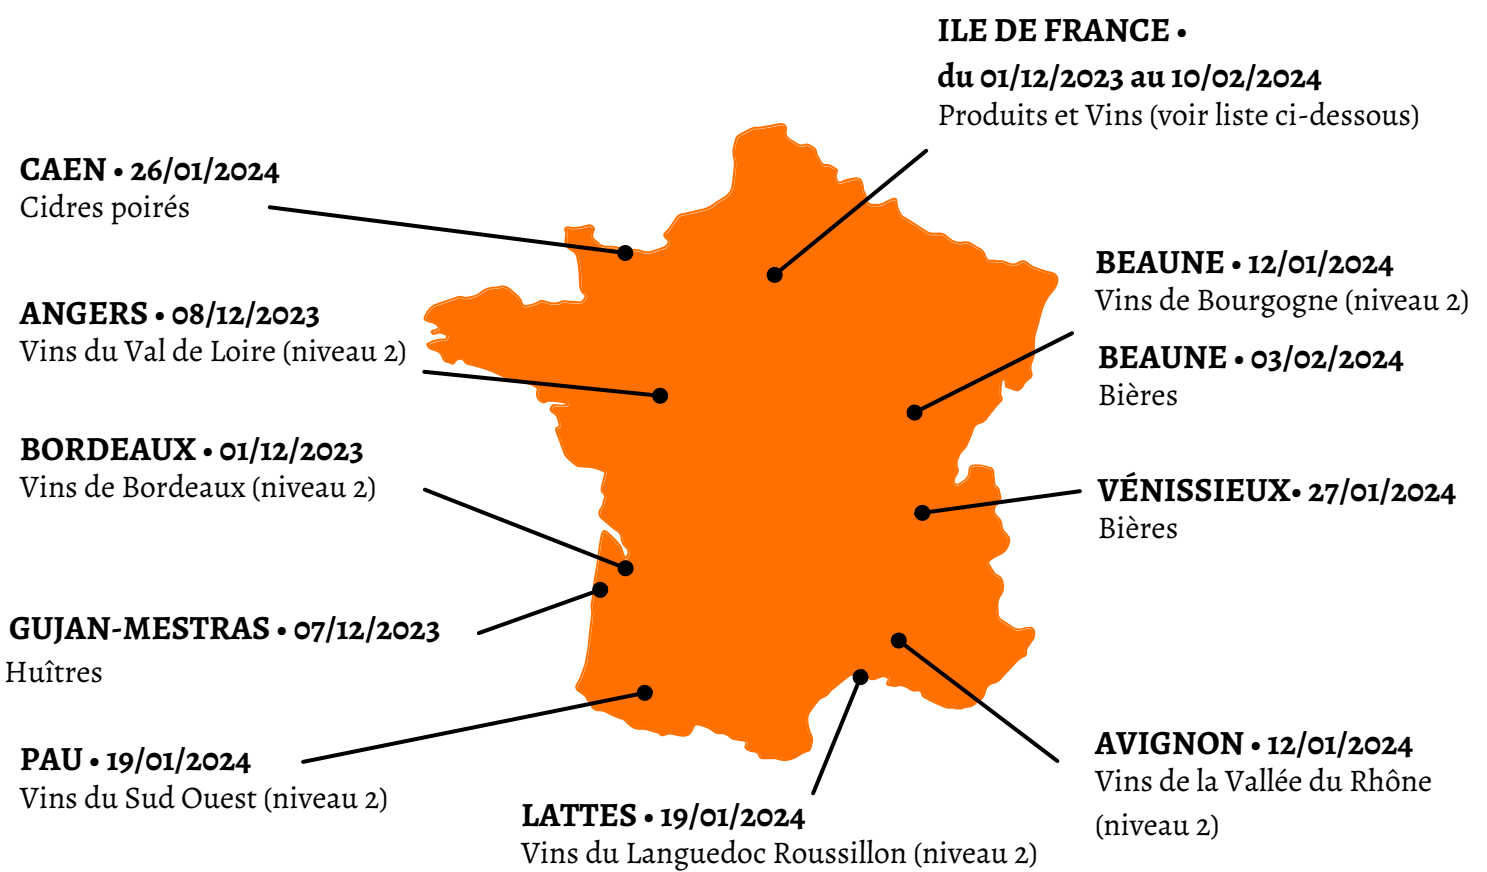 ILE DE FRANCE •
du 01/12/2023 au 10/02/2024
Produits et Vins (voir liste ci-dessous)
CAEN • 26/01/2024
Cidres poirés
ANGERS • 08/12/2023
Vins du Val de Loire (niveau 2)
BORDEAUX • 01/12/2023
Vins de Bordeaux (niveau 2)
GUJAN-MESTRAS • 07/12/2023
Huîtres
PAU • 19/01/2024
Vins du Sud Ouest (niveau 2)
LATTES • 19/01/2024
Vins du Languedoc Roussillon (niveau 2)
BEAUNE • 12/01/2024
Vins de Bourgogne (niveau 2)
BEAUNE • 03/02/2024
Bières
VÉNISSIEUX• 27/01/2024
Bières
AVIGNON • 12/01/2024
Vins de la Vallée du Rhône
(niveau 2)